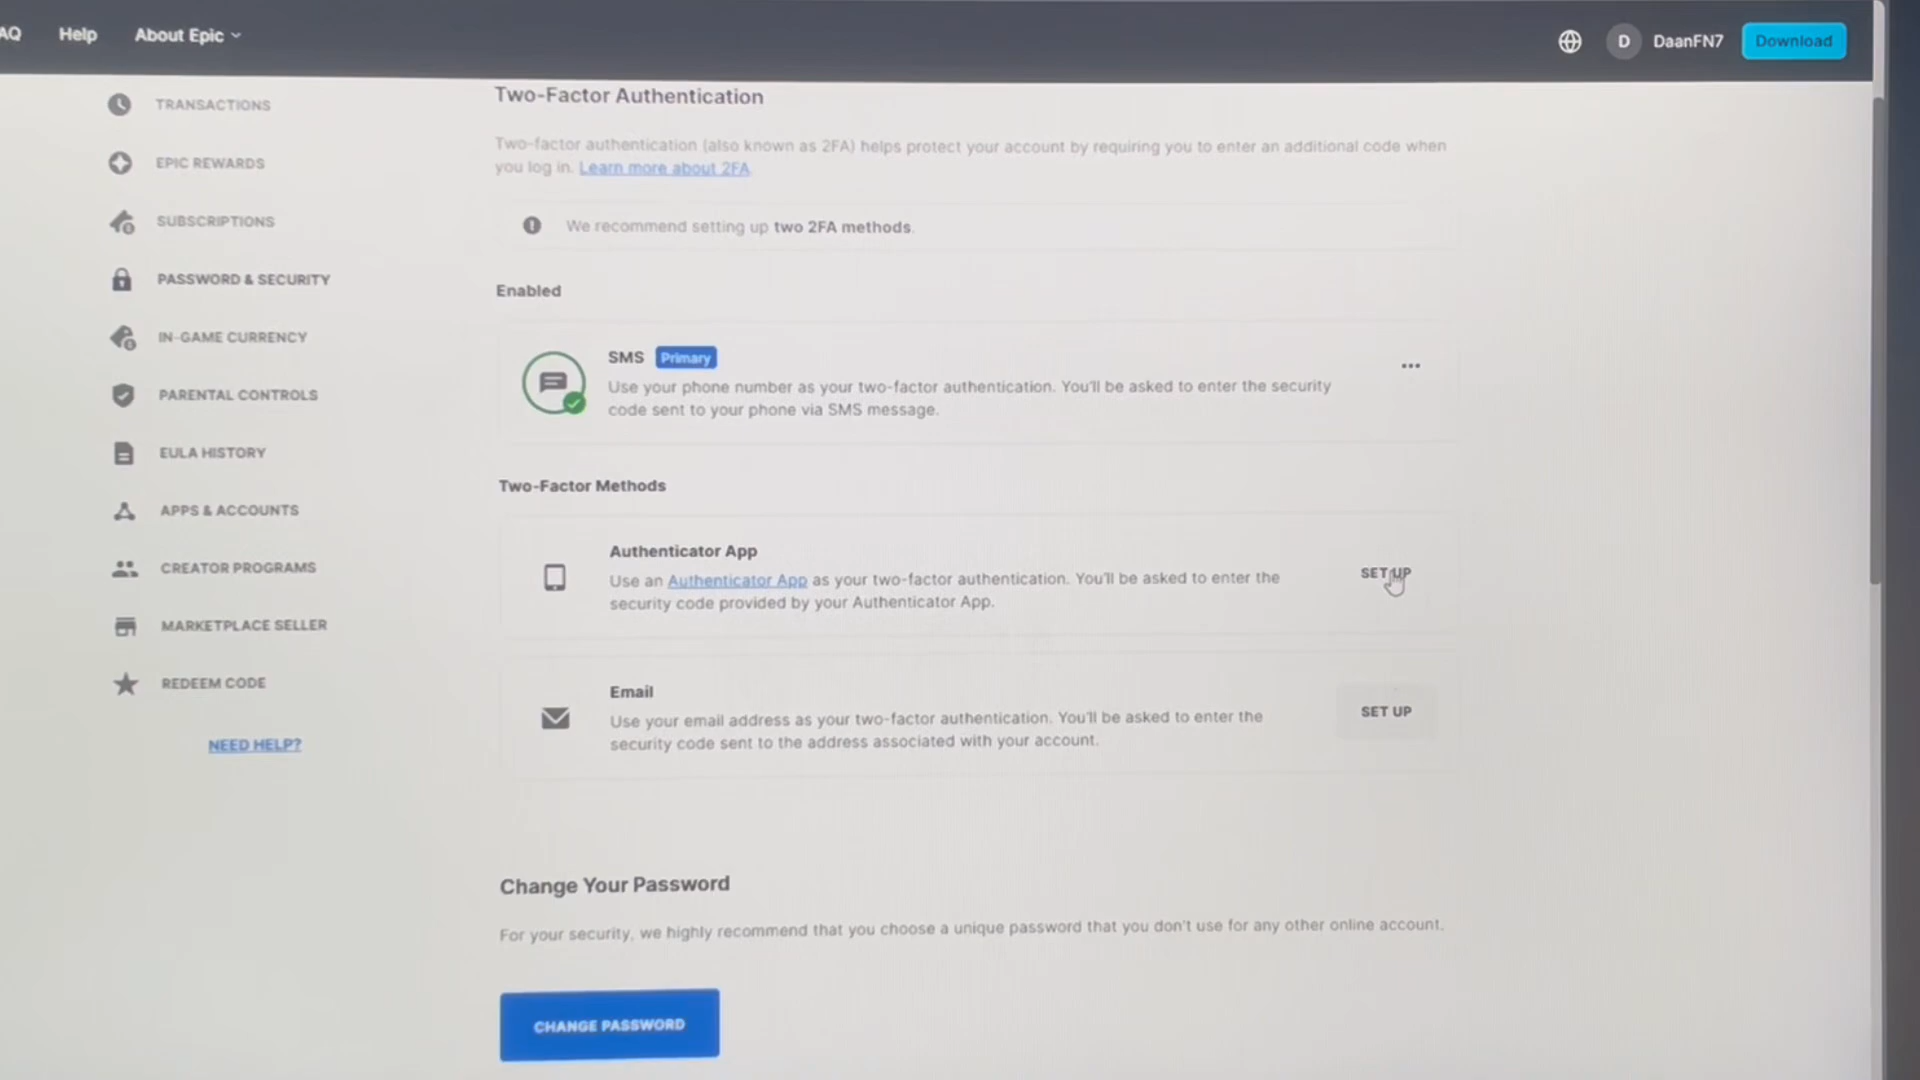 AQ
Help
About Epic
D
DaanFN7
Download
TRANSACTIONS
EPIC REWARDS
SUBSCRIPTIONS
PASSWORD & SECURITY
IN-GAME CURRENCY
PARENTAL CONTROLS
EULA HISTORY
APPS & ACCOUNTS
CREATOR PROGRAMS
MARKETPLACE SELLER
REDEEM CODE
NEED HELP?
Two-Factor Authentication
Two-factor authentication (also known as 2FA) helps protect your account by requiring you to enter an additional code when
you log in. Learn more about 2FA.
We recommend setting up two 2FA methods.
Enabled
SMS Primary
Use your phone number as your two-factor authentication. You'll be asked to enter the security
code sent to your phone via SMS message.
Two-Factor Methods
Authenticator App
Use an Authenticator App as your two-factor authentication. You'll be asked to enter the
security code provided by your Authenticator App.
SET UP
Email
Use your email address as your two-factor authentication. You'll be asked to enter the
security code sent to the address associated with your account.
SET UP
Change Your Password
For your security, we highly recommend that you choose a unique password that you don't use for any other online account.
CHANGE PASSWORD